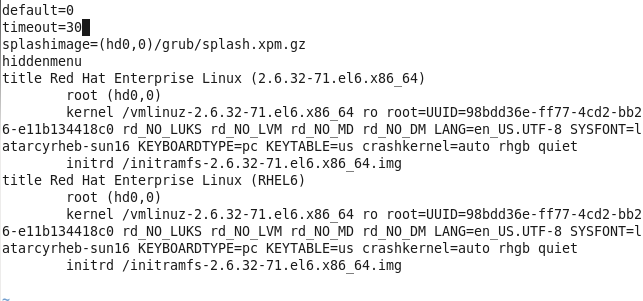 default=0
timeout=30
splashimage=(hd0,0)/grub/splash.xpm.gz
hiddenmenu
title Red Hat Enterprise Linux (2.6.32-71.el6.x86_64)
        root (hd0,0)
        kernel /vmlinuz-2.6.32-71.el6.x86_64 ro root=UUID=98bdd36e-ff77-4cd2-bb2
6-e11b134418c0 rd_NO_LUKS rd_NO_LVM rd_NO_MD rd_NO_DM LANG=en_US.UTF-8 SYSFONT=l
atarcyrheb-sun16 KEYBOARDTYPE=pc KEYTABLE=us crashkernel=auto rhgb quiet
        initrd /initramfs-2.6.32-71.el6.x86_64.img
title Red Hat Enterprise Linux (RHEL6)
        root (hd0,0)
        kernel /vmlinuz-2.6.32-71.el6.x86_64 ro root=UUID=98bdd36e-ff77-4cd2-bb2
6-e11b134418c0 rd_NO_LUKS rd_NO_LVM rd_NO_MD rd_NO_DM LANG=en_US.UTF-8 SYSFONT=l
atarcyrheb-sun16 KEYBOARDTYPE=pc KEYTABLE=us crashkernel=auto rhgb quiet
        initrd /initramfs-2.6.32-71.el6.x86_64.img
~